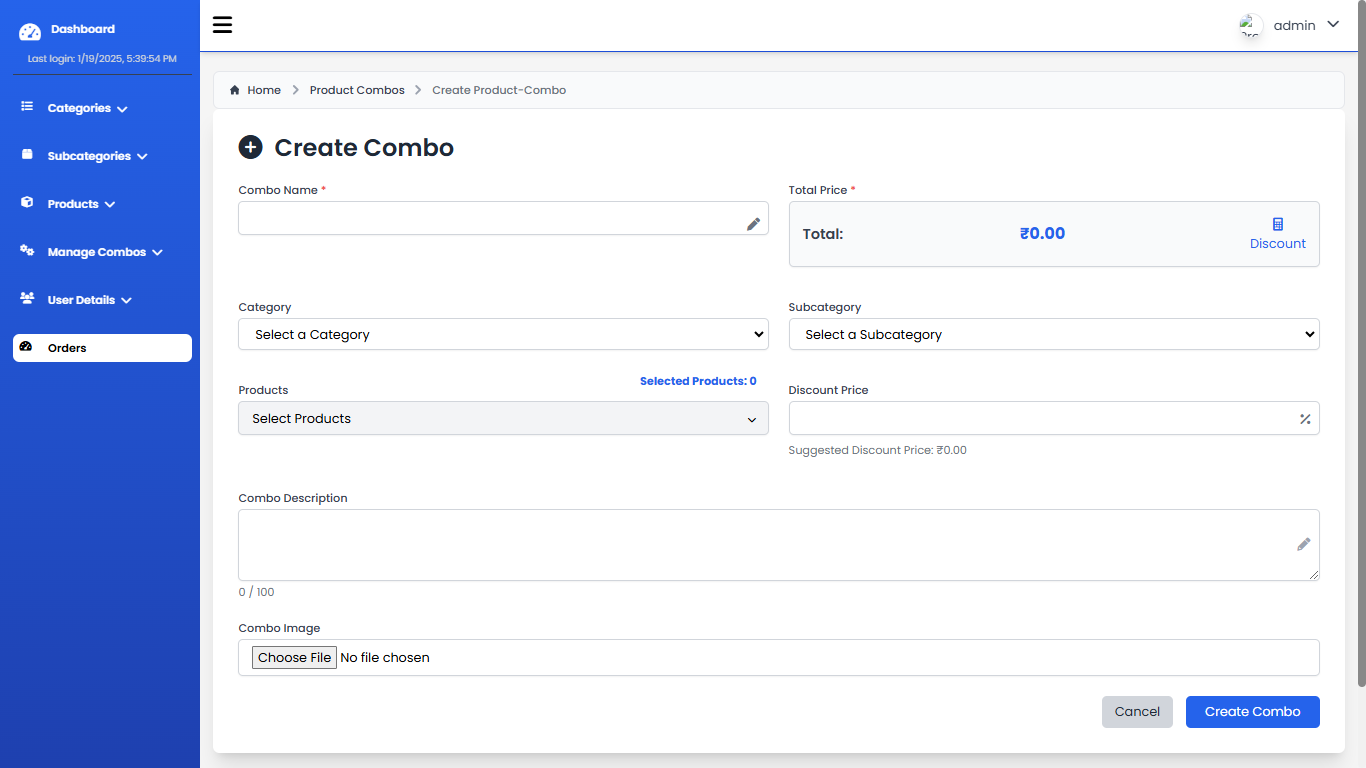 Dashboard
Last login: 1/19/2025, 5:39:54 PM
Categories
Subcategories
Products
Manage Combos
User Details
Orders
admin
Home
Product Combos
Create Product-Combo
Create Combo
Combo Name *
Total Price *
Total:
₹0.00
Discount
Category
Subcategory
Select a Category
Select a Subcategory
Products
Selected Products: 0
Discount Price
Select Products
Suggested Discount Price: ₹0.00
Combo Description
0 / 100
Combo Image
Choose File No file chosen
Cancel
Create Combo